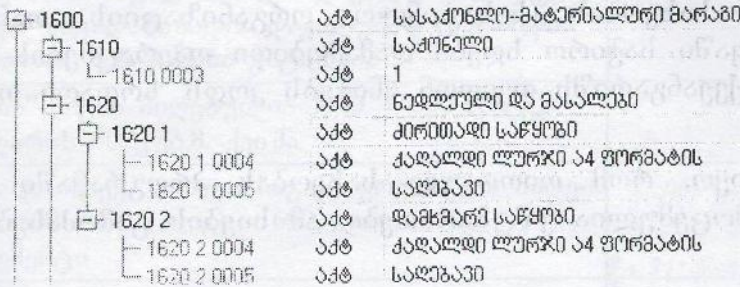 1600 აქტ სასაქონლო-მატერიალური მარაგი
1610 აქტ საქონელი
1610 0003 აქტ 1
1620 აქტ ნედლეული და მასალები
1620 1 აქტ ძირითადი საწყობი
1620 1 0004 აქტ ქაღალდი ლურჯი ა4 ფორმატის
1620 1 0005 აქტ საღებავი
1620 2 აქტ დამხმარე საწყობი
1620 2 0004 აქტ ქაღალდი ლურჯი ა4 ფორმატის
1620 2 0005 აქტ საღებავი